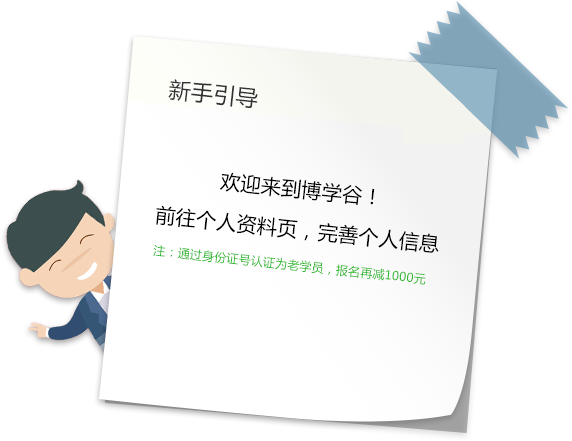 新手引导
欢迎来到博学谷！
前往个人资料页，完善个人信息
注：通过身份证号认证为老学员，报名再减1000元